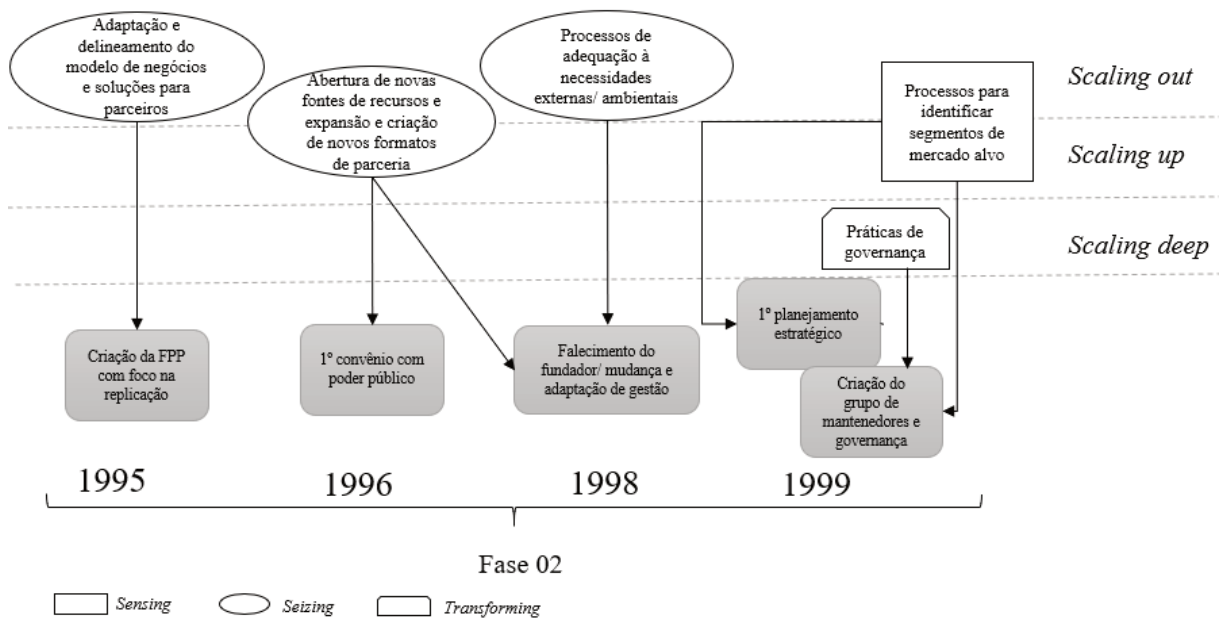 Adaptação e
delineamento do
modelo de negócios
e soluções para
parceiros
Abertura de novas
fontes de recursos e
expansão e criação
de novos formatos
de parceria
Processos de
adequação à
necessidades
externas/ ambientais
Processos para
identificar
segmentos de
mercado alvo
Scaling out
Scaling up
Práticas de
governança
Scaling deep
Criação da FPP
com foco na
replicação
1º convênio com
poder público
Falecimento do
fundador/ mudança e
adaptação de gestão
1º planejamento
estratégico
Criação do
grupo de
mantenedores e
governança
1995
1996
1998
1999
Fase 02
Sensing
Seizing
Transforming